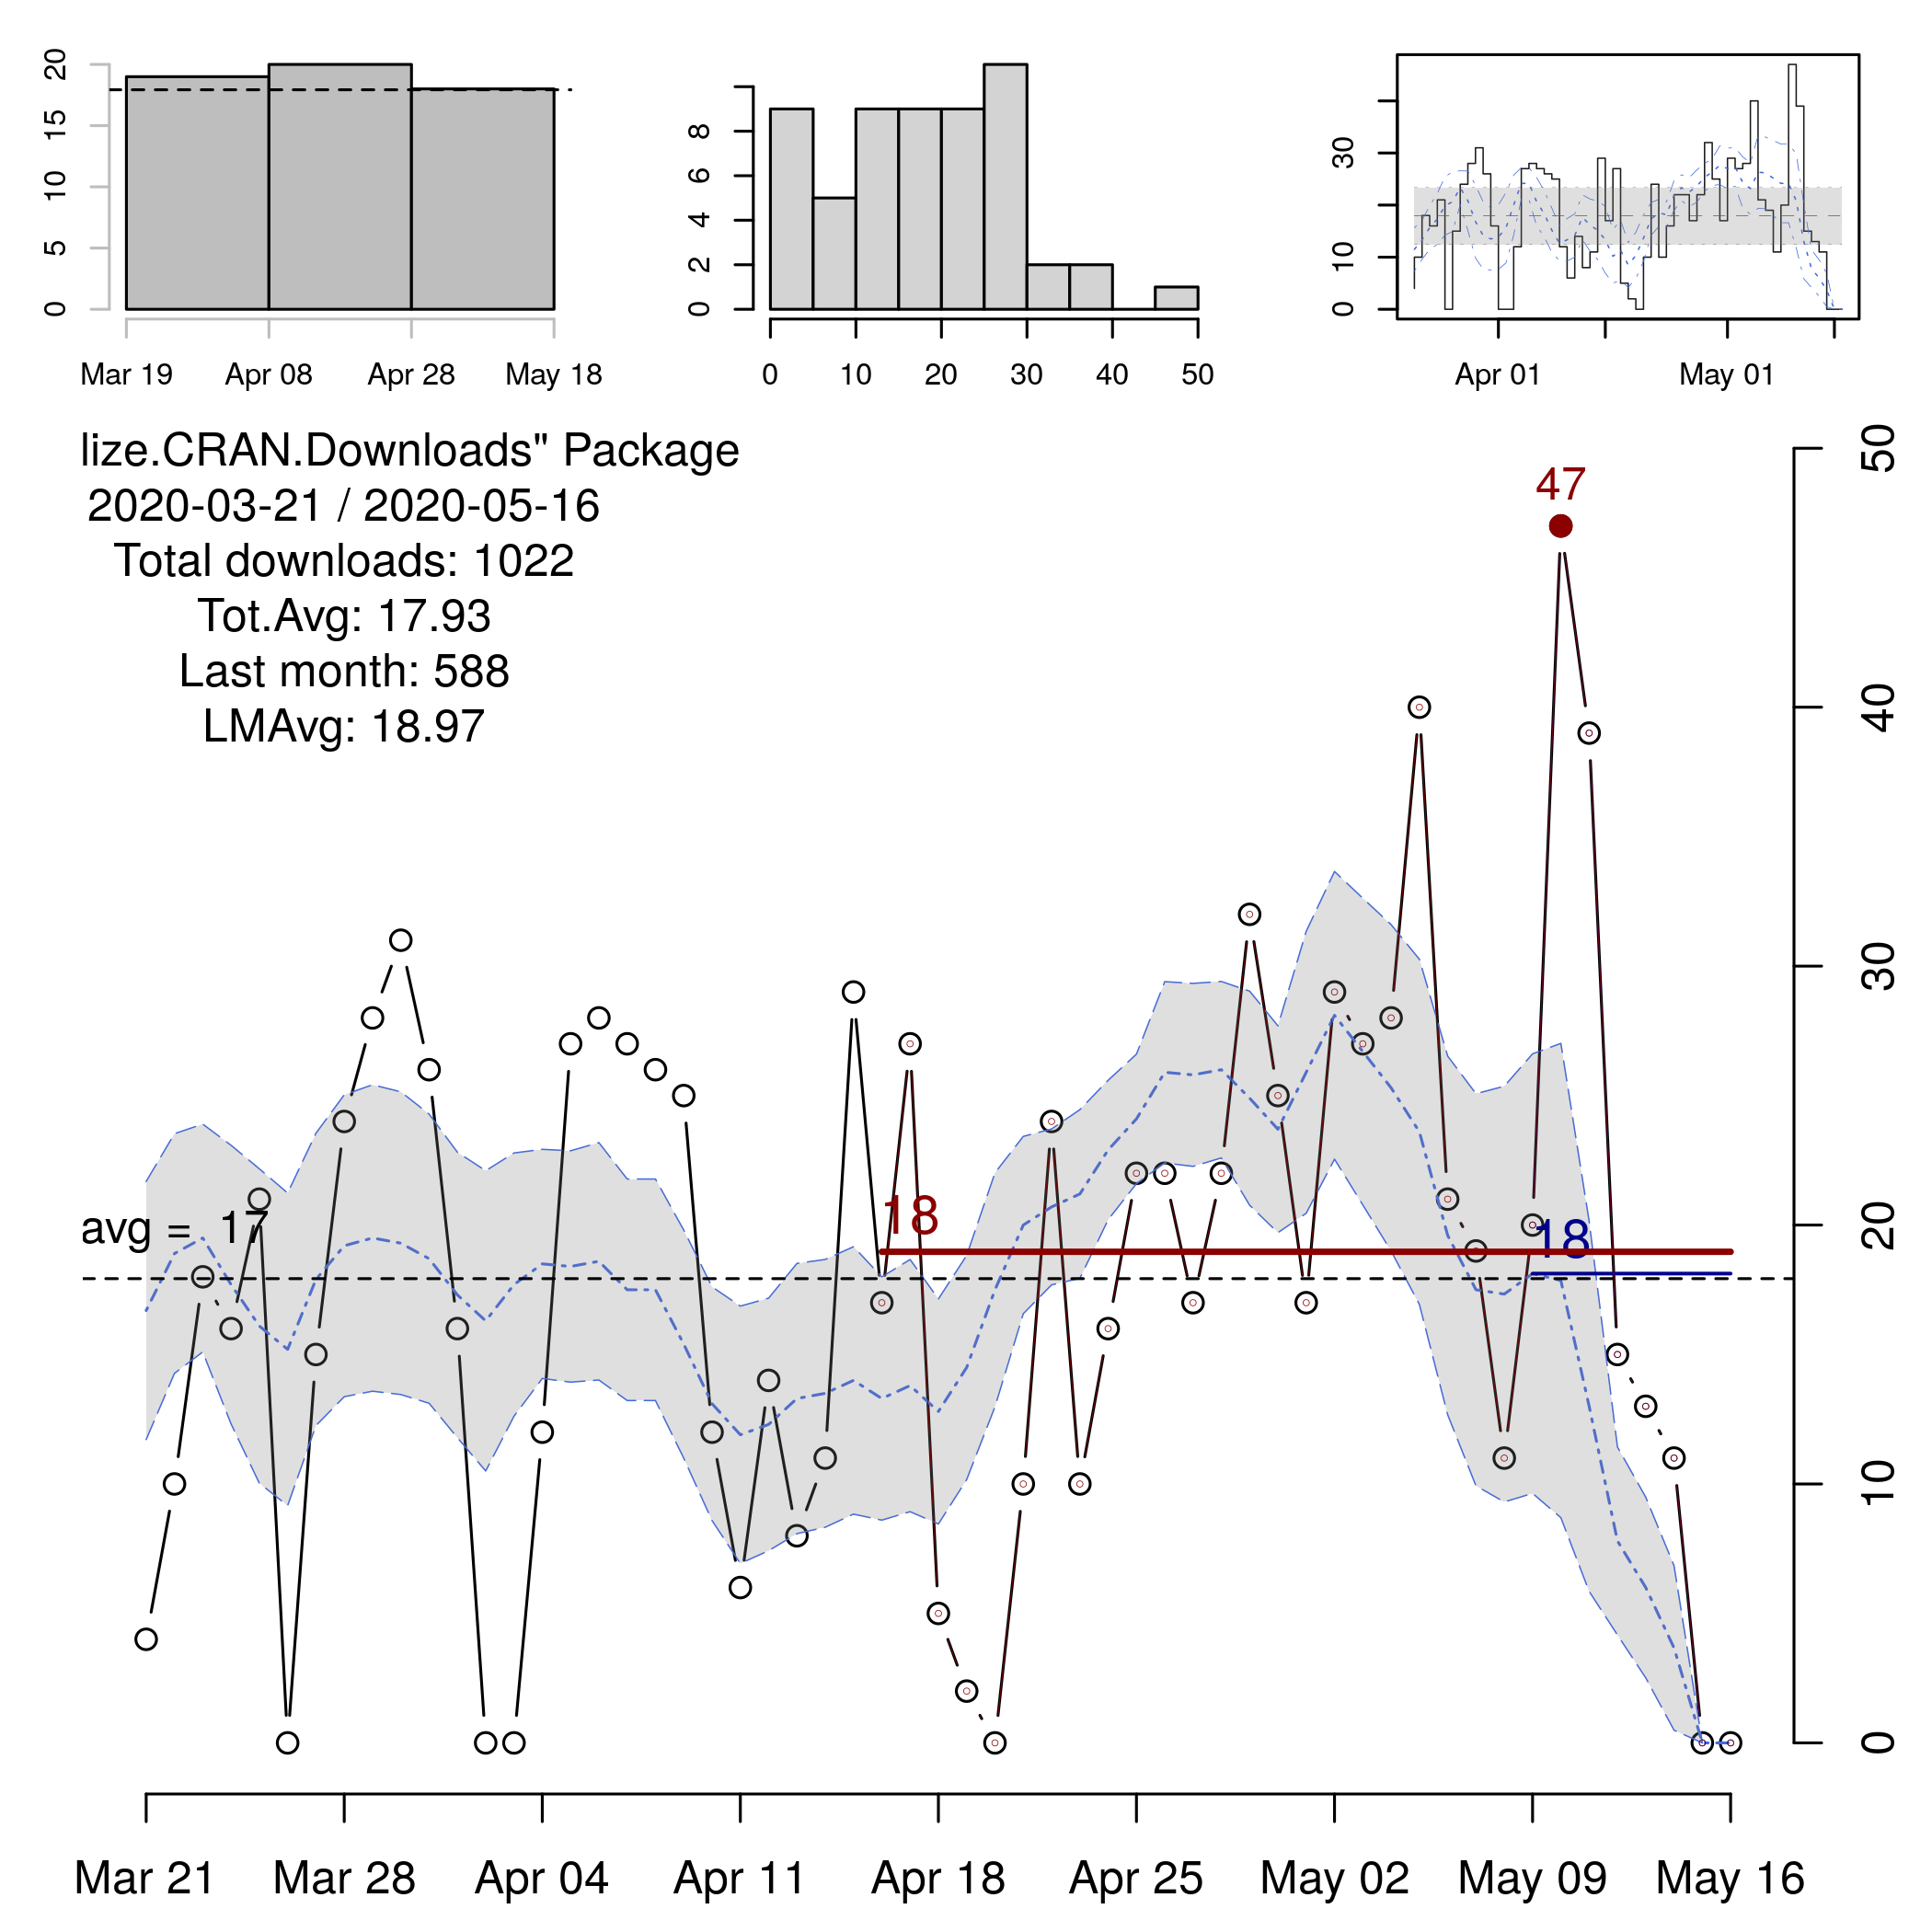 20
15
10
5
0
Mar 19 Apr 08 Apr 28 May 18
8
6
4
2
0
0 10 20 30 40 50
30
10
0
Apr 01 May 01
lize.CRAN.Downloads" Package
2020-03-21 / 2020-05-16
Total downloads: 1022
Tot.Avg: 17.93
Last month: 588
LMAvg: 18.97
47
18
avg = 17
18
50
40
30
20
10
0
Mar 21 Mar 28 Apr 04 Apr 11 Apr 18 Apr 25 May 02 May 09 May 16